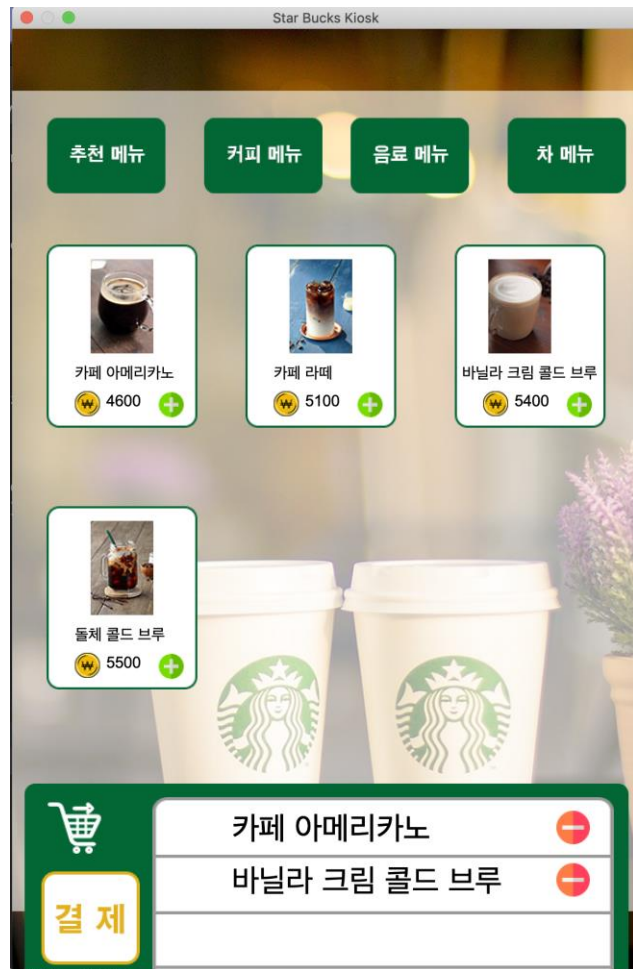 Star Bucks Kiosk
추천 메뉴
커피 메뉴
음료 메뉴
차 메뉴
카페 아메리카노
4600
카페 라떼
5100
바닐라 크림 콜드 브루
5400
돌체 콜드 브루
5500
카페 아메리카노
바닐라 크림 콜드 브루
결 제